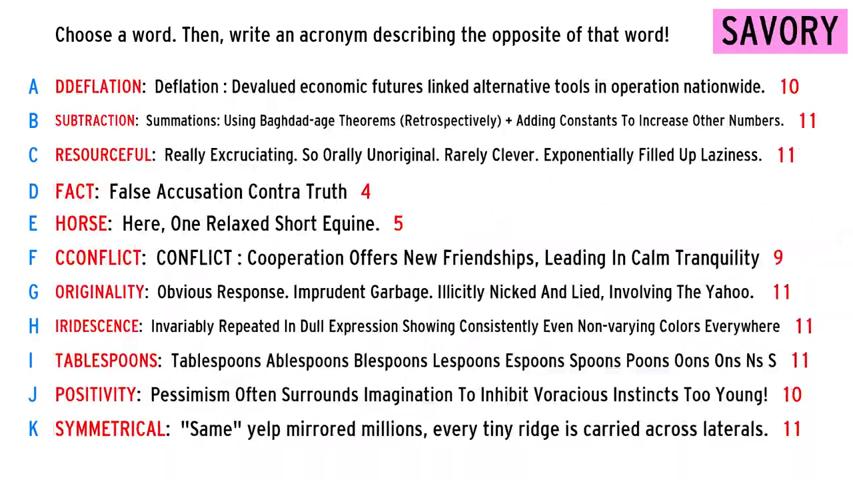 Choose a word. Then, write an acronym describing the opposite of that word!
SAVORY
A DDEFLATION: Deflation : Devalued economic futures linked alternative tools in operation nationwide. 10
B SUBTRACTION: Summations: Using Baghdad-age Theorems (Retrospectively) + Adding Constants To Increase Other Numbers. 11
C RESOURCEFUL: Really Excruciating. So Orally Unoriginal. Rarely Clever. Exponentially Filled Up Laziness. 11
D FACT: False Accusation Contra Truth 4
E HORSE: Here, One Relaxed Short Equine. 5
F CCONFLICT: CONFLICT : Cooperation Offers New Friendships, Leading In Calm Tranquility 9
G ORIGINALITY: Obvious Response. Imprudent Garbage. Illicitly Nicked And Lied, Involving The Yahoo. 11
H IRIDESCENCE: Invariably Repeated In Dull Expression Showing Consistently Even Non-varying Colors Everywhere 11
I TABLESPOONS: Tablespoons Ablespoons Blespoons Lespoons Espoons Spoons Poons Oons Ons Ns S 11
J POSITIVITY: Pessimism Often Surrounds Imagination To Inhibit Voracious Instincts Too Young! 10
K SYMMETRICAL: "Same" yelp mirrored millions, every tiny ridge is carried across laterals. 11